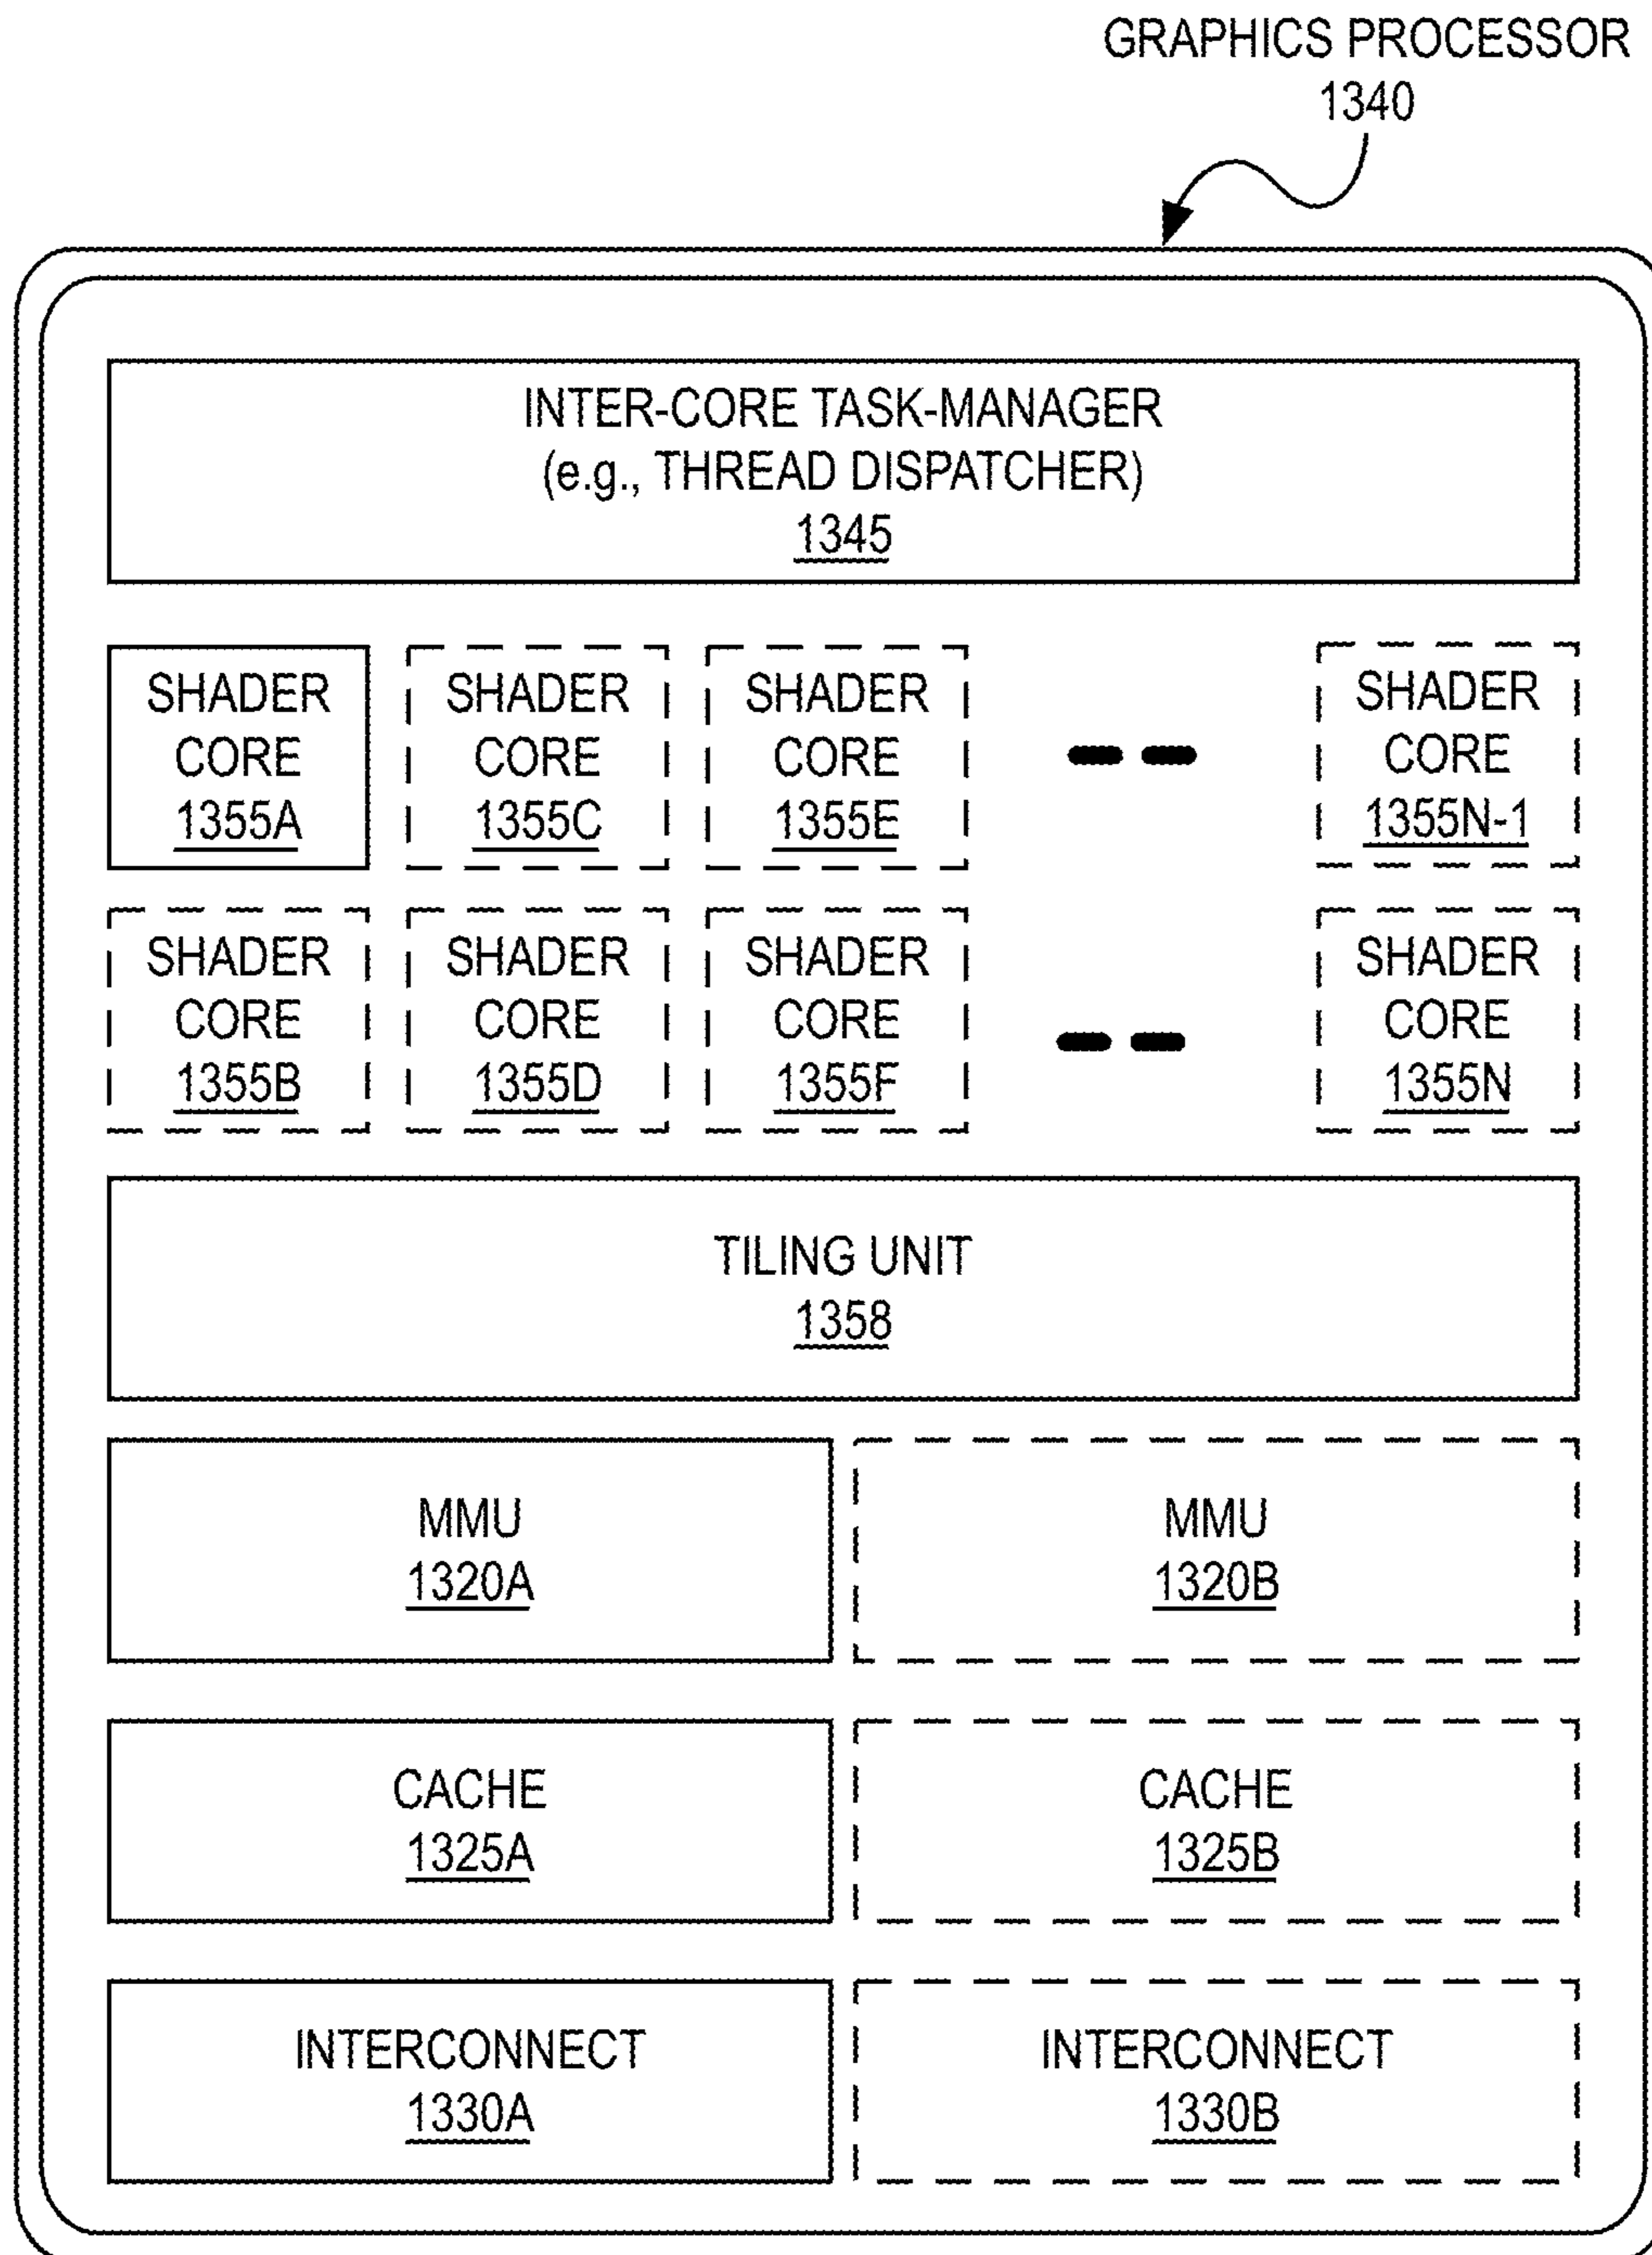 GRAPHICS PROCESSOR
1340
INTER-CORE TASK-MANAGER
(e.g., THREAD DISPATCHER)
1345
SHADER
CORE
1355A
SHADER
CORE
1355C
SHADER
CORE
1355E
SHADER
CORE
1355N-1
SHADER
CORE
1355B
SHADER
CORE
1355D
SHADER
CORE
1355F
SHADER
CORE
1355N
TILING UNIT
1358
MMU
1320A
MMU
1320B
CACHE
1325A
CACHE
1325B
INTERCONNECT
1330A
INTERCONNECT
1330B